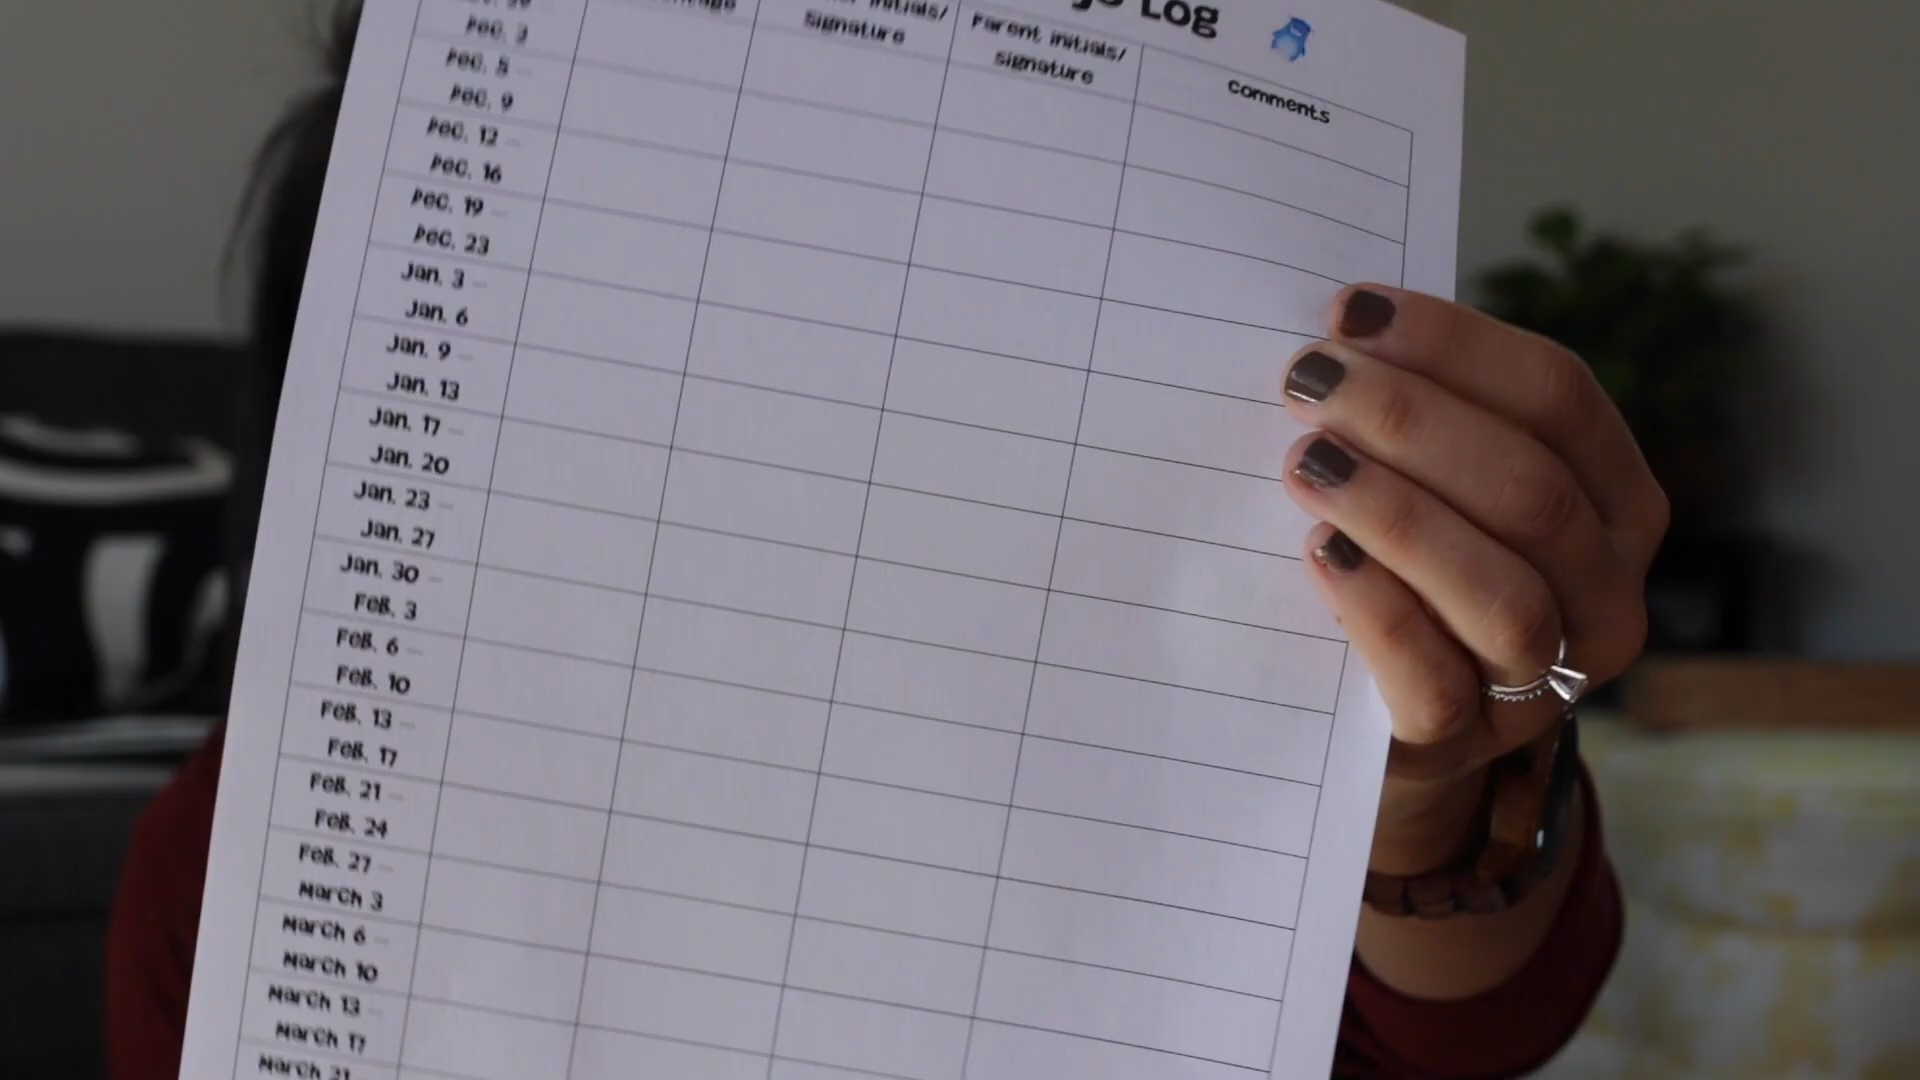 Log
Signature
Parent initials/
signature
comments
Dec. 5
Dec. 9
Dec. 12
Dec. 16
Dec. 19
Dec. 23
Jan. 3
Jan. 6
Jan. 9
Jan. 13
Jan. 17
Jan. 20
Jan. 23
Jan. 27
Jan. 30
Feb. 3
Feb. 6
Feb. 10
Feb. 13
Feb. 17
Feb. 21
Feb. 24
Feb. 27
March 3
March 6
March 10
March 13
March 17
March 21